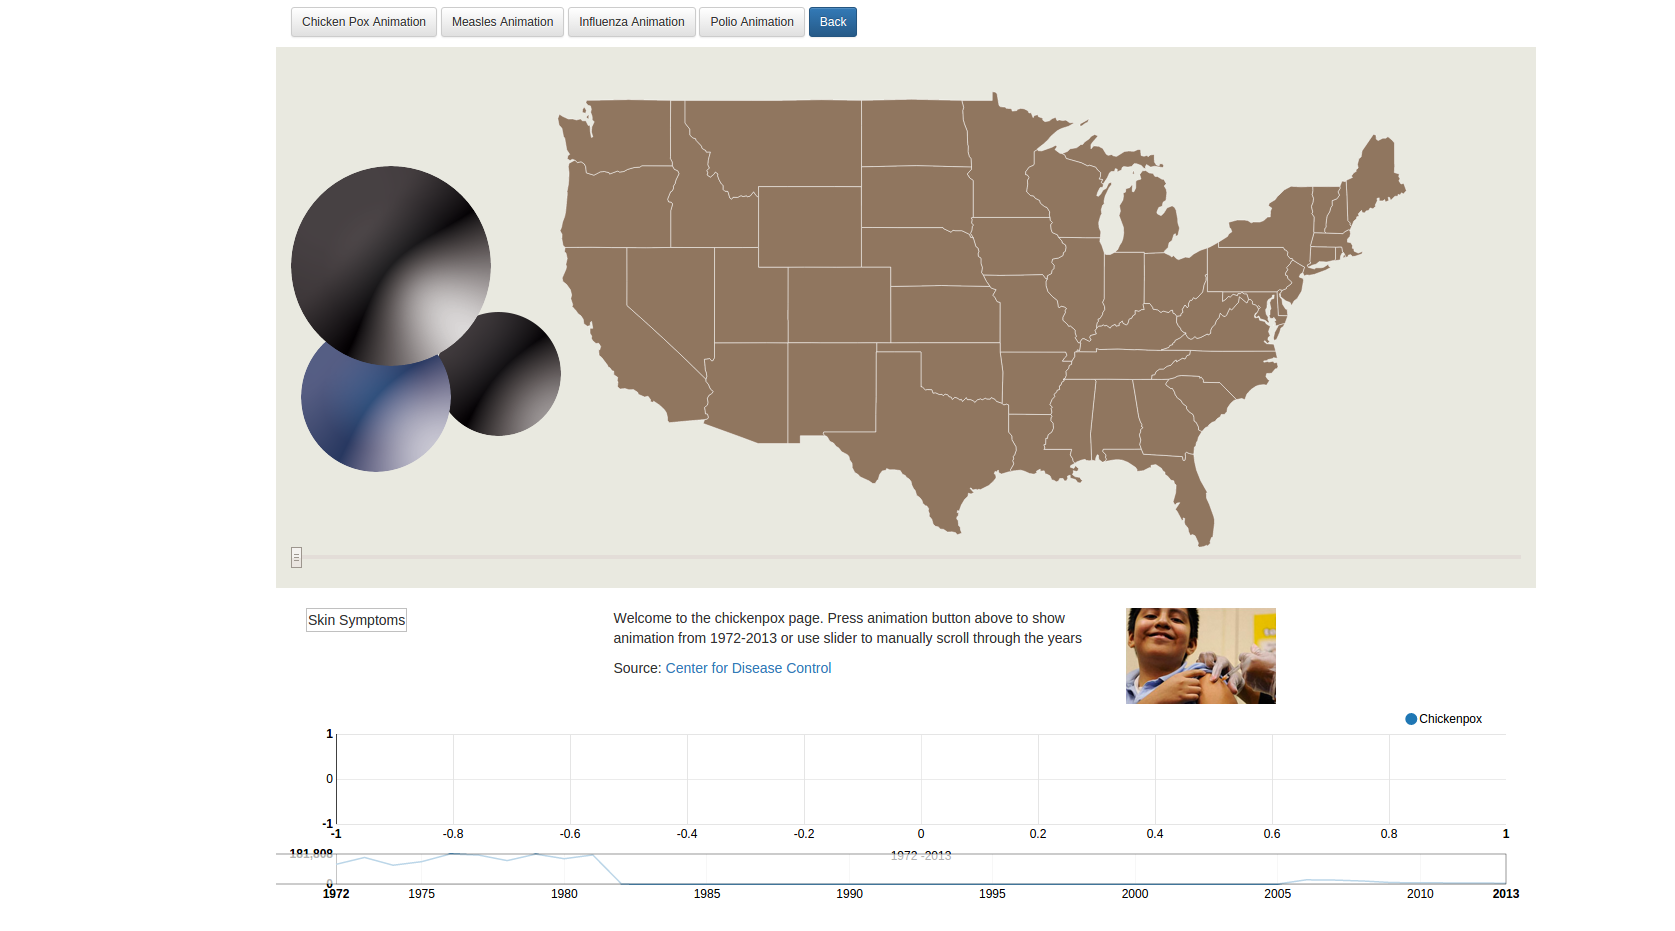 Chicken Pox Animation Measles Animation Influenza Animation Polio Animation Back
Skin Symptoms
Welcome to the chickenpox page. Press animation button above to show
animation from 1972-2013 or use slider to manually scroll through the years
Source: Center for Disease Control
Chickenpox
1
0
-1
-1 -0.8 -0.6 -0.4 -0.2 0 0.2 0.4 0.6 0.8 1
1972 -2013
181,808
0
1972 1975 1980 1985 1990 1995 2000 2005 2010 2013